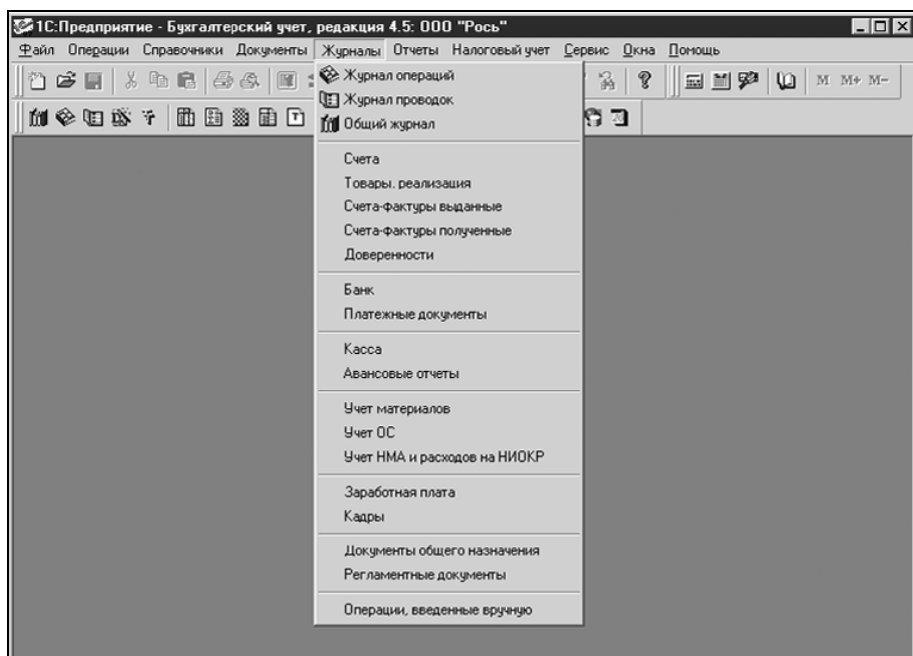 1С:Предприятие - Бухгалтерский учет, редакция 4.5: ООО "Рось"
Файл Операции Справочники Документы Журналы Отчеты Налоговый учет Сервис Окна Помощь
M M+ M-
Журнал операций
Журнал проводок
Общий журнал
Счета
Товары, реализация
Счета-фактуры выданные
Счета-фактуры полученные
Доверенности
Банк
Платежные документы
Касса
Авансовые отчеты
Учет материалов
Учет ОС
Учет НМА и расходов на НИОКР
Заработная плата
Кадры
Документы общего назначения
Регламентные документы
Операции, введенные вручную